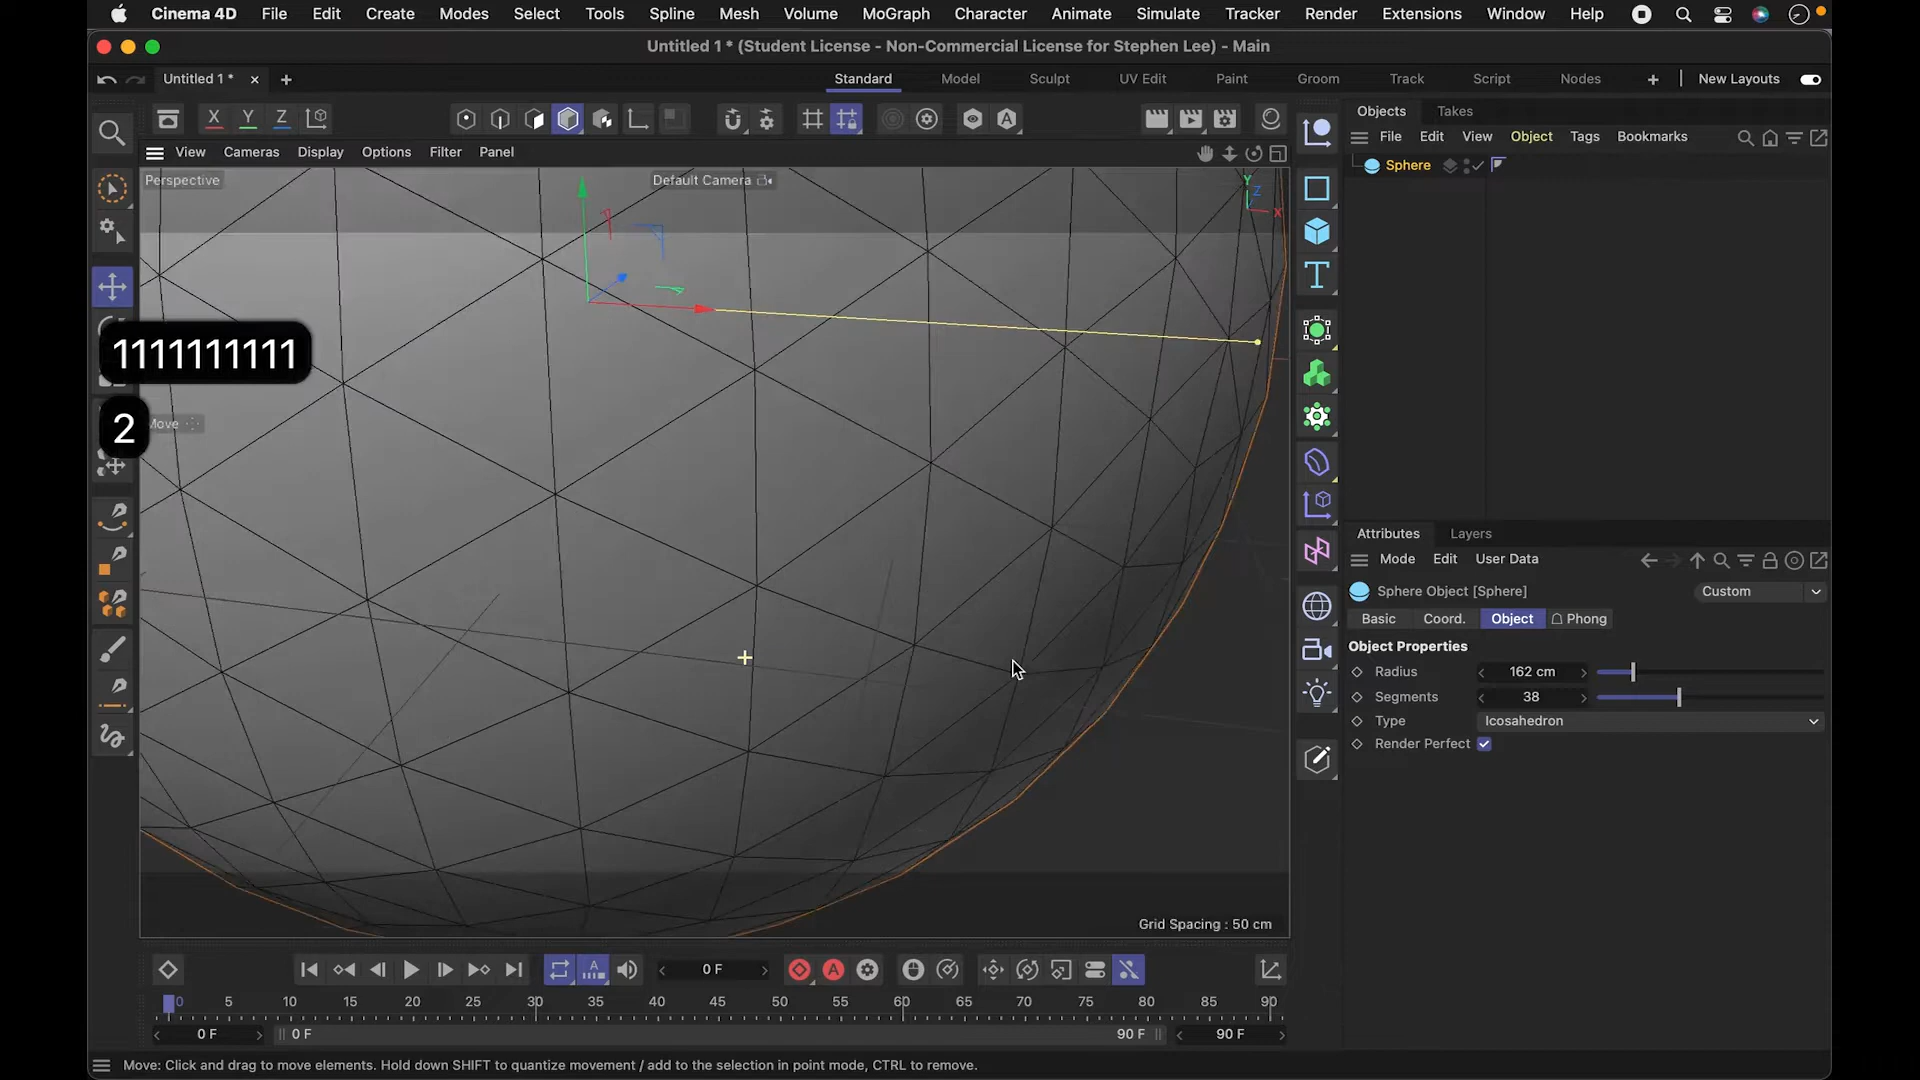 Cinema 4D File Edit Create Modes Select Tools Spline Mesh Volume MoGraph Character Animate Simulate Tracker Render Extensions Window Help
Untitled 1 * (Student License - Non-Commercial License for Stephen Lee) - Main
Untitled 1 * Standard Model Sculpt UV Edit Paint Groom Track Script Nodes New Layouts
X Y Z
Objects Takes
File Edit View Object Tags Bookmarks
View Cameras Display Options Filter Panel
Sphere
Perspective Default Camera
Y
Z
X
1111111111
2 Move
Attributes Layers
Mode Edit User Data
Sphere Object [Sphere] Custom
Basic Coord. Object Phong
Object Properties
Radius 162 cm
Segments 38
Type Icosahedron
Render Perfect
Grid Spacing : 50 cm
0 F
0 5 10 15 20 25 30 35 40 45 50 55 60 65 70 75 80 85 90
0 F 0 F 90 F 90 F
Move: Click and drag to move elements. Hold down SHIFT to quantize movement / add to the selection in point mode, CTRL to remove.